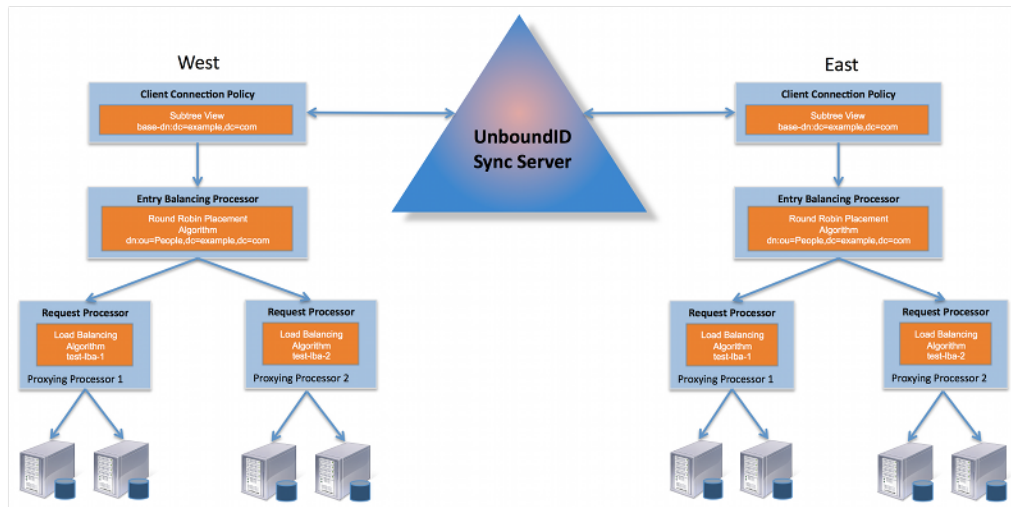 West
Client Connection Policy
Subtree View
base-dn:dc=example,dc=com
Entry Balancing Processor
Round Robin Placement
Algorithm
dn:ou=People,dc=example,dc=com
Request Processor
Load Balancing
Algorithm
test-lba-1
Proxying Processor 1
Request Processor
Load Balancing
Algorithm
test-lba-2
Proxying Processor 2
UnboundID
Sync Server
East
Client Connection Policy
Subtree View
base-dn:dc=example,dc=com
Entry Balancing Processor
Round Robin Placement
Algorithm
dn:ou=People,dc=example,dc=com
Request Processor
Load Balancing
Algorithm
test-lba-1
Proxying Processor 1
Request Processor
Load Balancing
Algorithm
test-lba-2
Proxying Processor 2